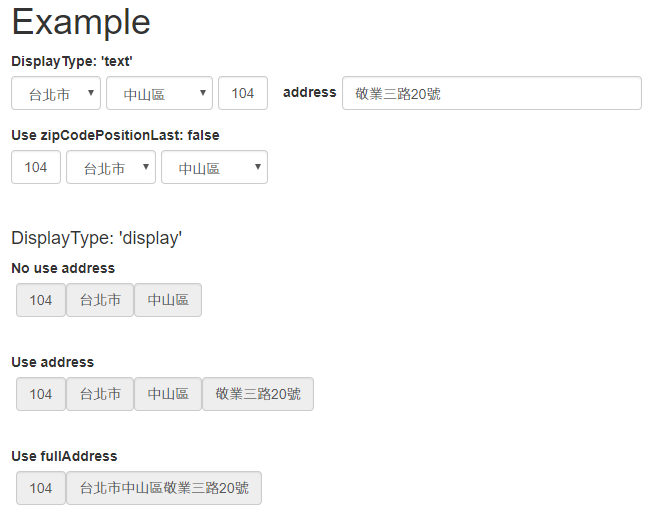 Example
DisplayType: 'text'
台北市 中山區 104 address 敬業三路20號
Use zipCodePositionLast: false
104 台北市 中山區
DisplayType: 'display'
No use address
104 台北市 中山區
Use address
104 台北市 中山區 敬業三路20號
Use fullAddress
104 台北市中山區敬業三路20號